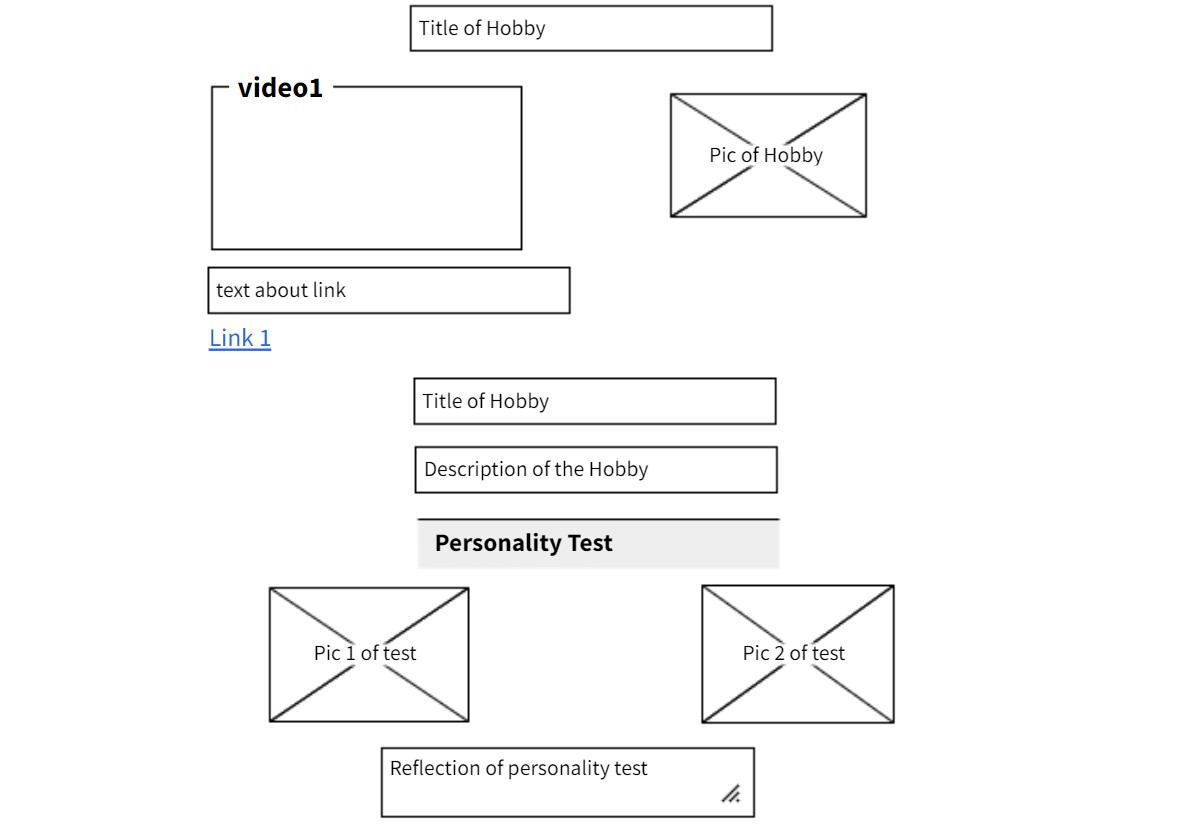 Title of Hobby
video1
Pic of Hobby
text about link
Link 1
Title of Hobby
Description of the Hobby
Personality Test
Pic 1 of test
Pic 2 of test
Reflection of personality test